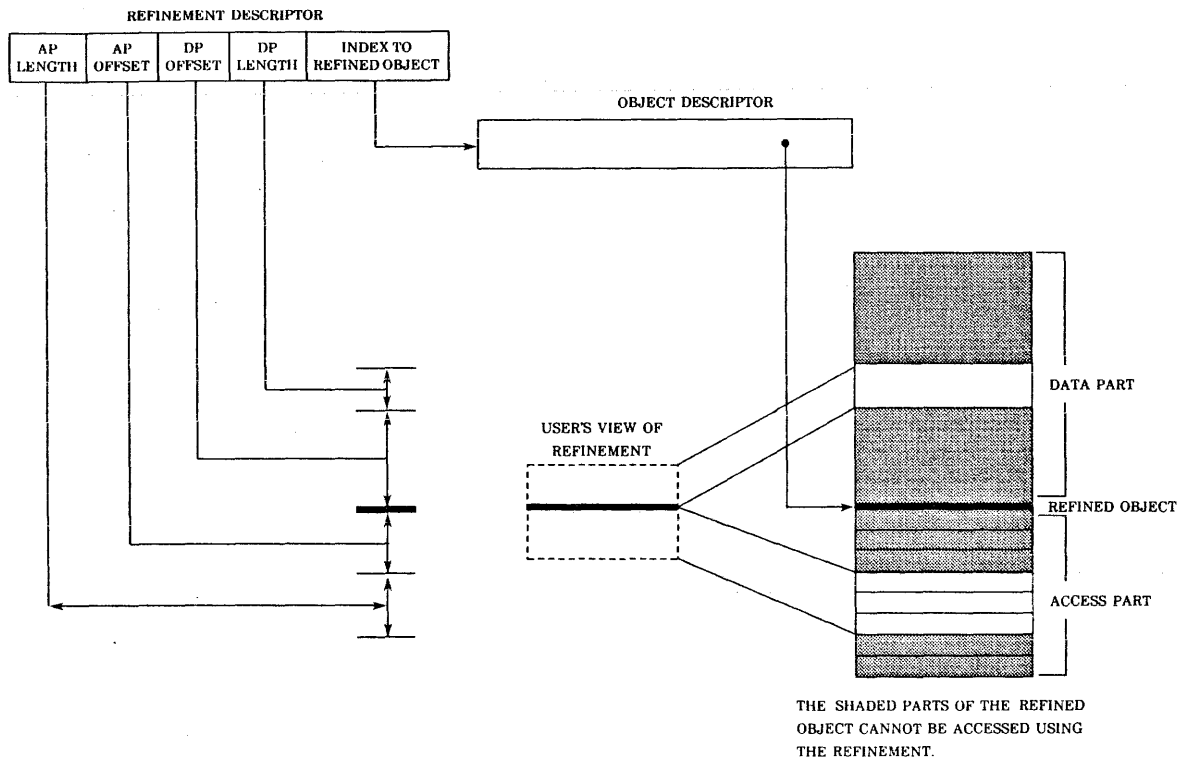 REFINEMENT DESCRIPTOR
AP
LENGTH
AP
OFFSET
DP
OFFSET
DP
LENGTH
INDEX TO
REFINED OBJECT
OBJECT DESCRIPTOR
DATA PART
USER'S VIEW OF
REFINEMENT
REFINED OBJECT
ACCESS PART
THE SHADED PARTS OF THE REFINED
OBJECT CANNOT BE ACCESSED USING
THE REFINEMENT.